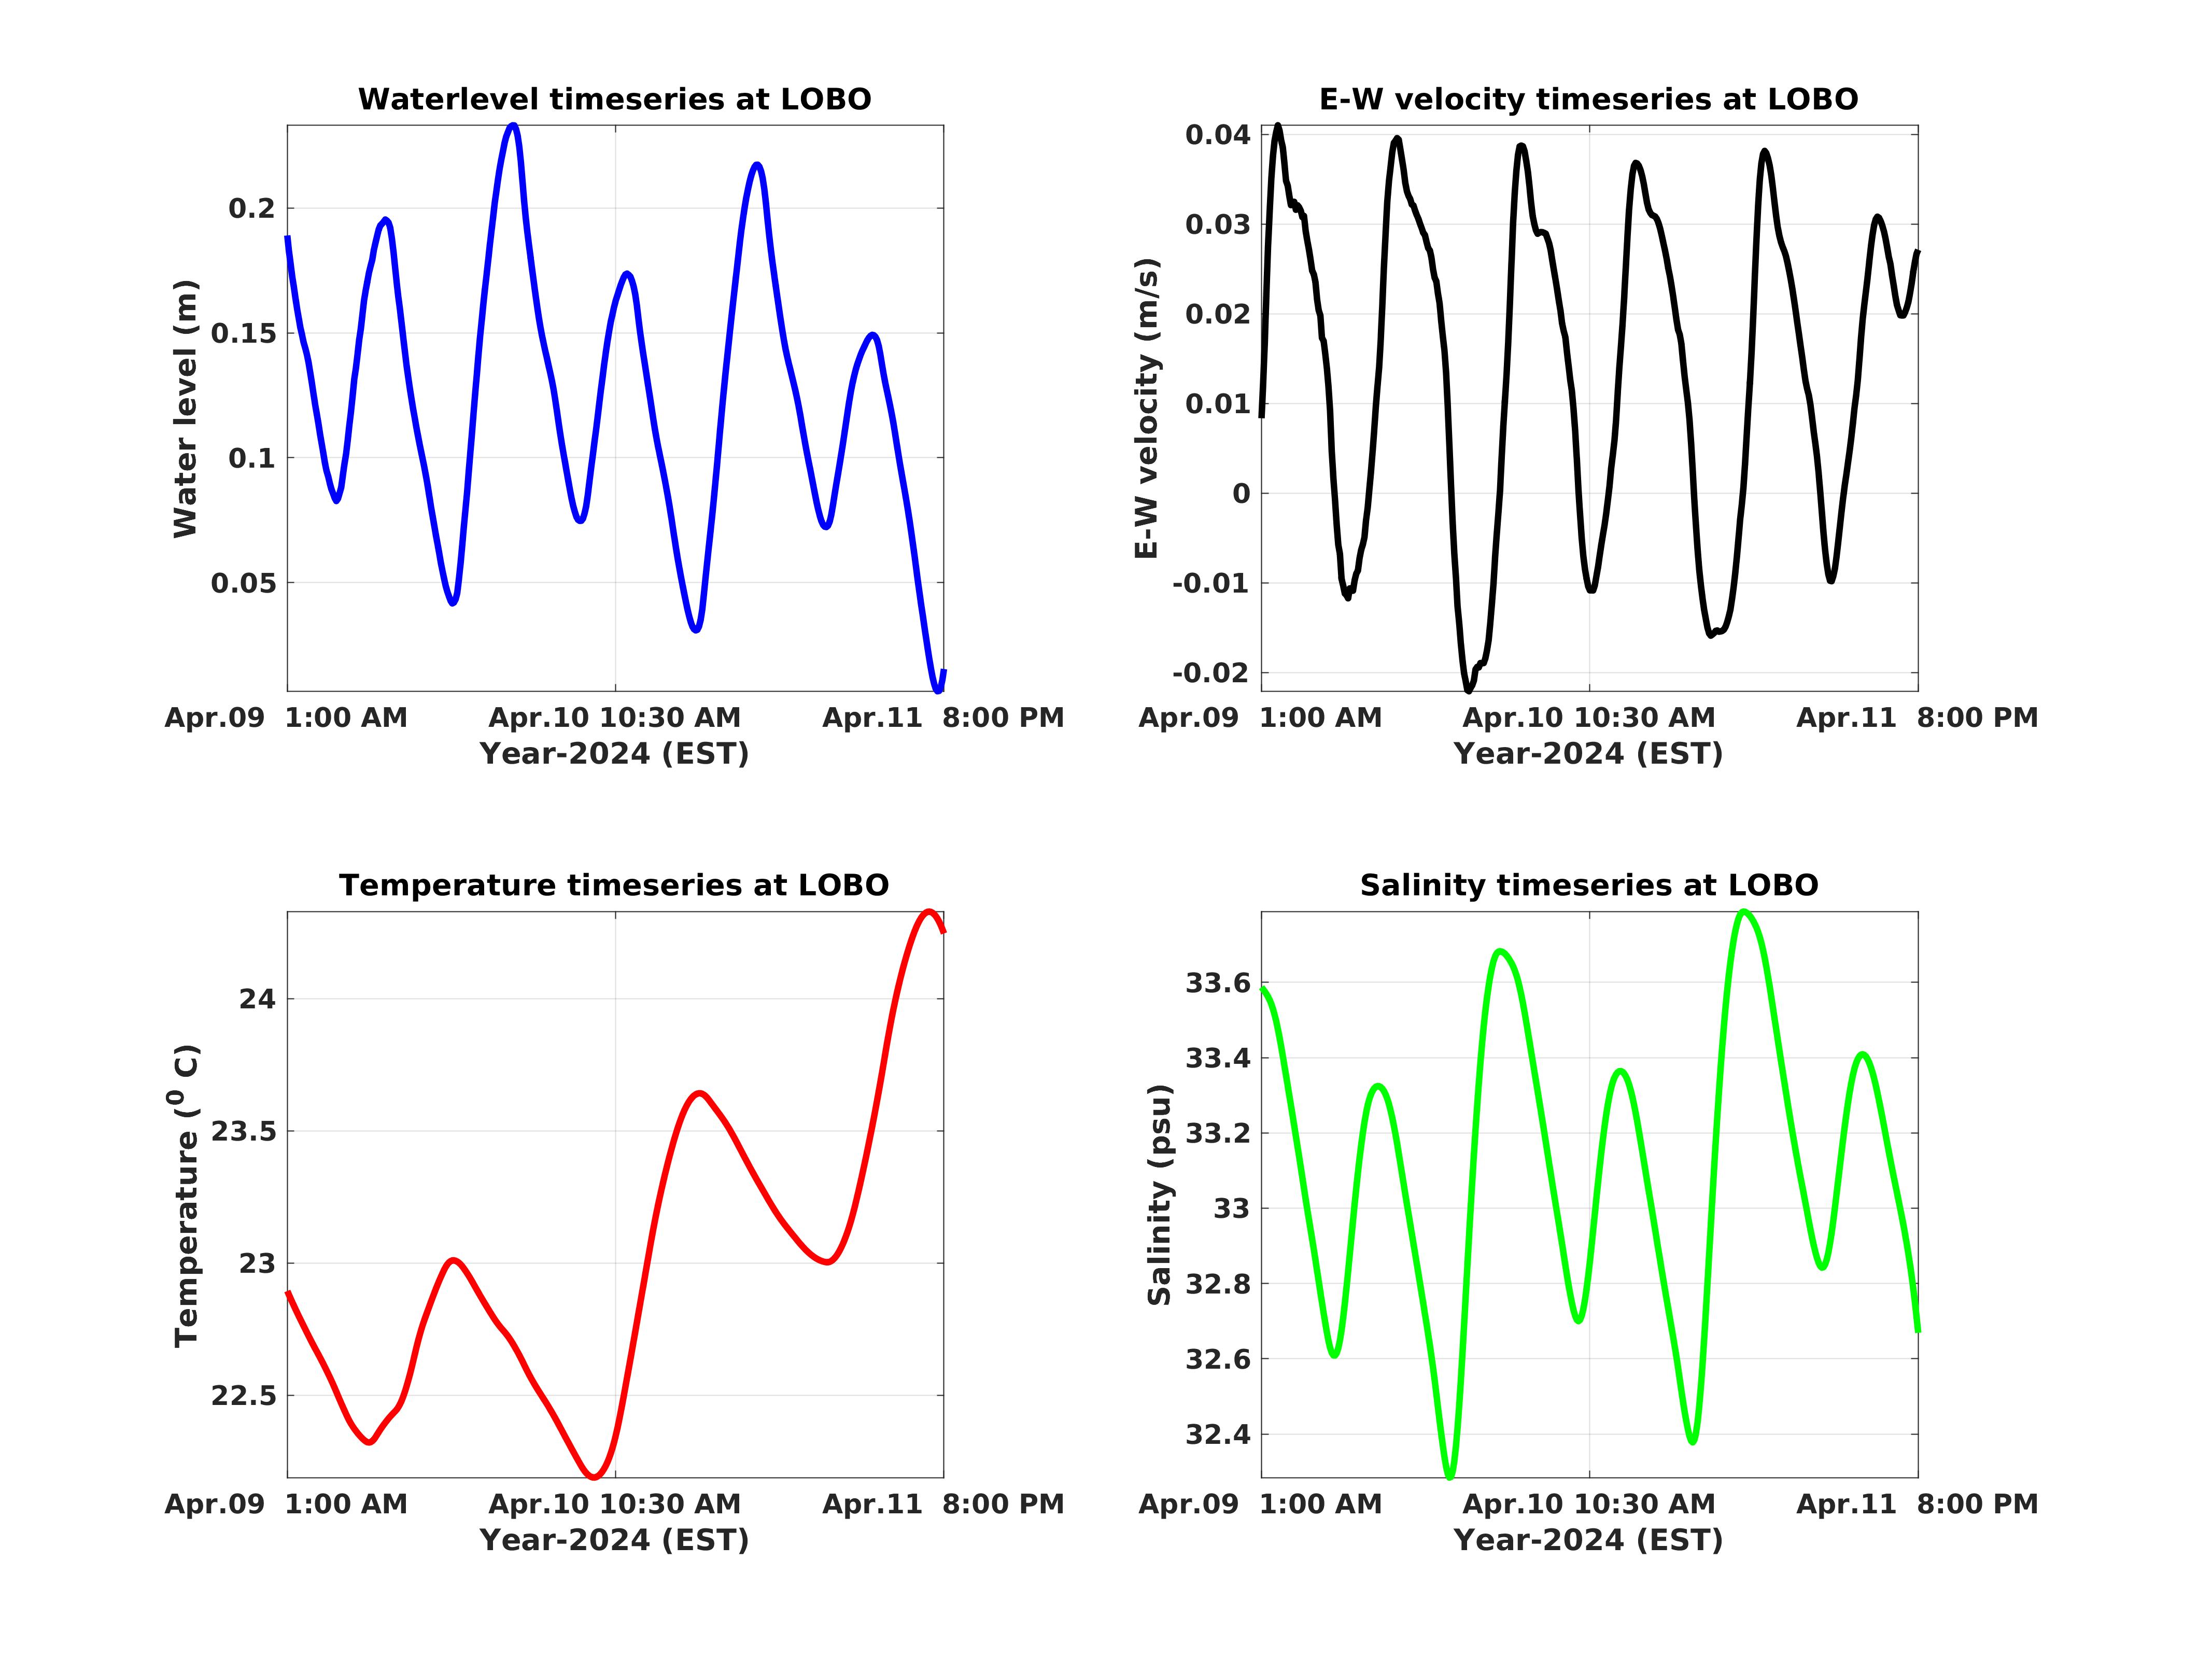 Waterlevel timeseries at LOBO
Water level (m)
0.2
0.15
0.1
0.05
Apr.09 1:00 AM
Apr.10 10:30 AM
Apr.11 8:00 PM
Year-2024 (EST)
E-W velocity timeseries at LOBO
E-W velocity (m/s)
0.04
0.03
0.02
0.01
0
-0.01
-0.02
Apr.09 1:00 AM
Apr.10 10:30 AM
Apr.11 8:00 PM
Year-2024 (EST)
Temperature timeseries at LOBO
Temperature (⁰ C)
24
23.5
23
22.5
Apr.09 1:00 AM
Apr.10 10:30 AM
Apr.11 8:00 PM
Year-2024 (EST)
Salinity timeseries at LOBO
Salinity (psu)
33.6
33.4
33.2
33
32.8
32.6
32.4
Apr.09 1:00 AM
Apr.10 10:30 AM
Apr.11 8:00 PM
Year-2024 (EST)